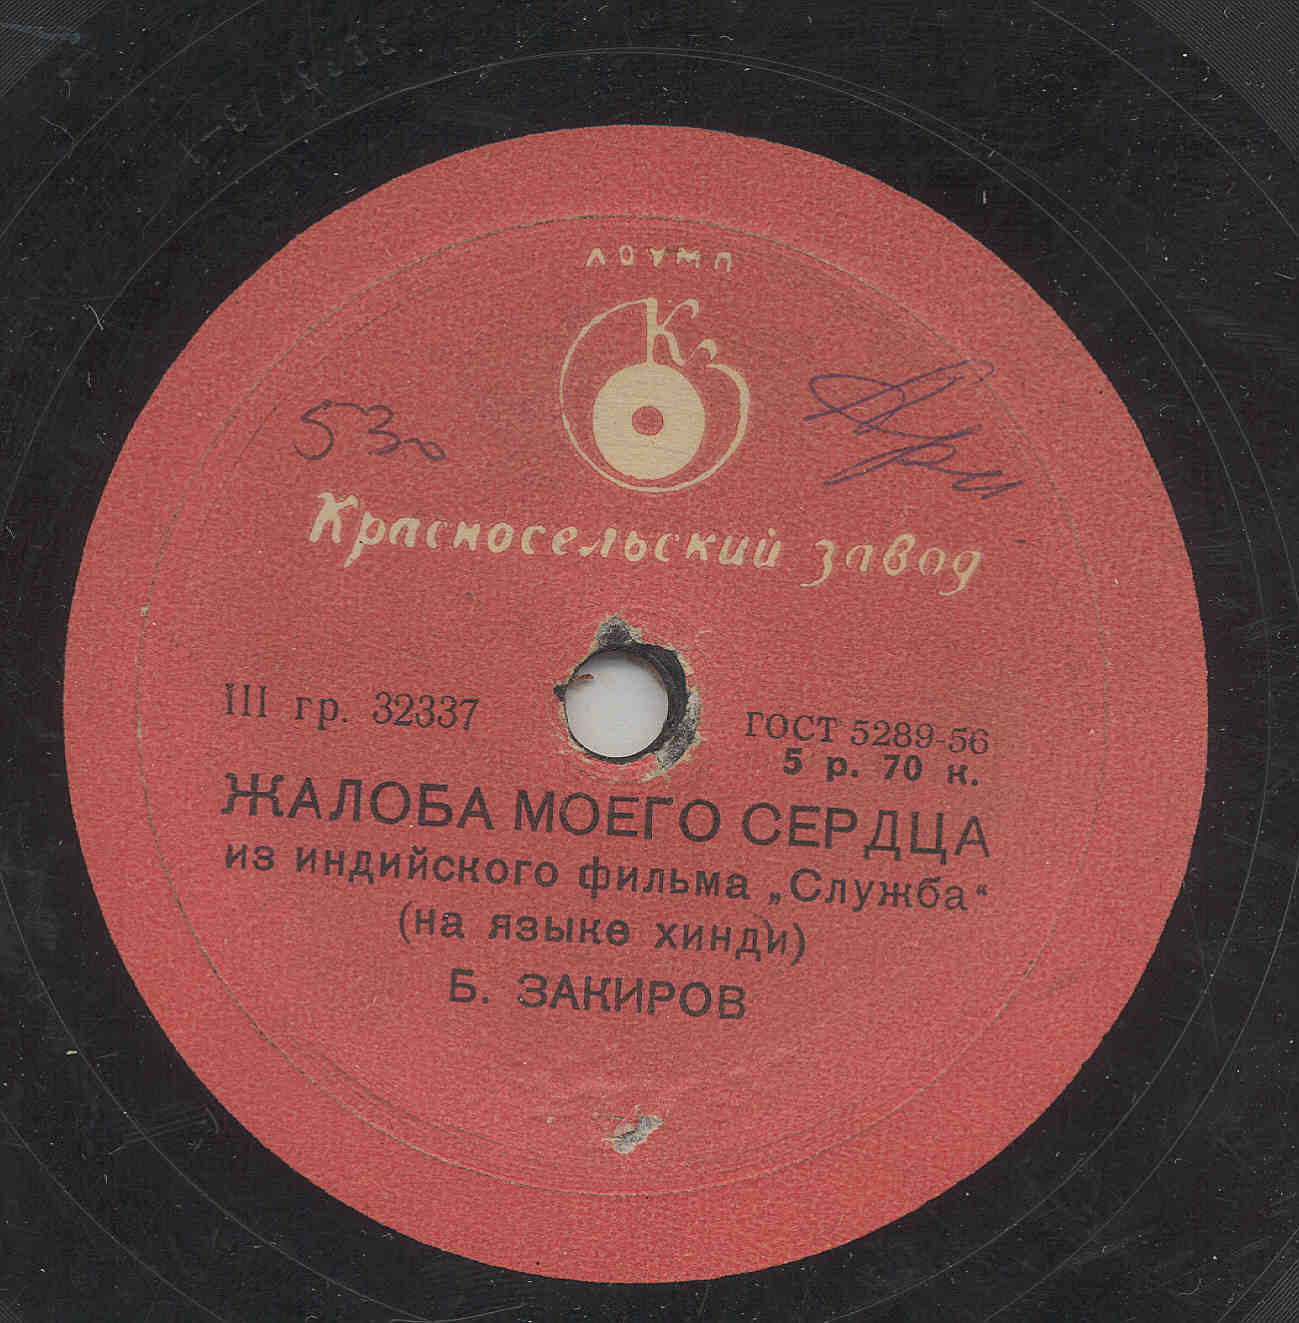 ЛОУМП
К
530
Красносельский завод
III гр. 32337
ГОСТ 5289-56
5 р. 70 к.
ЖАЛОБА МОЕГО СЕРДЦА
из индийского фильма „Служба“
(на языке хинди)
Б. ЗАКИРОВ